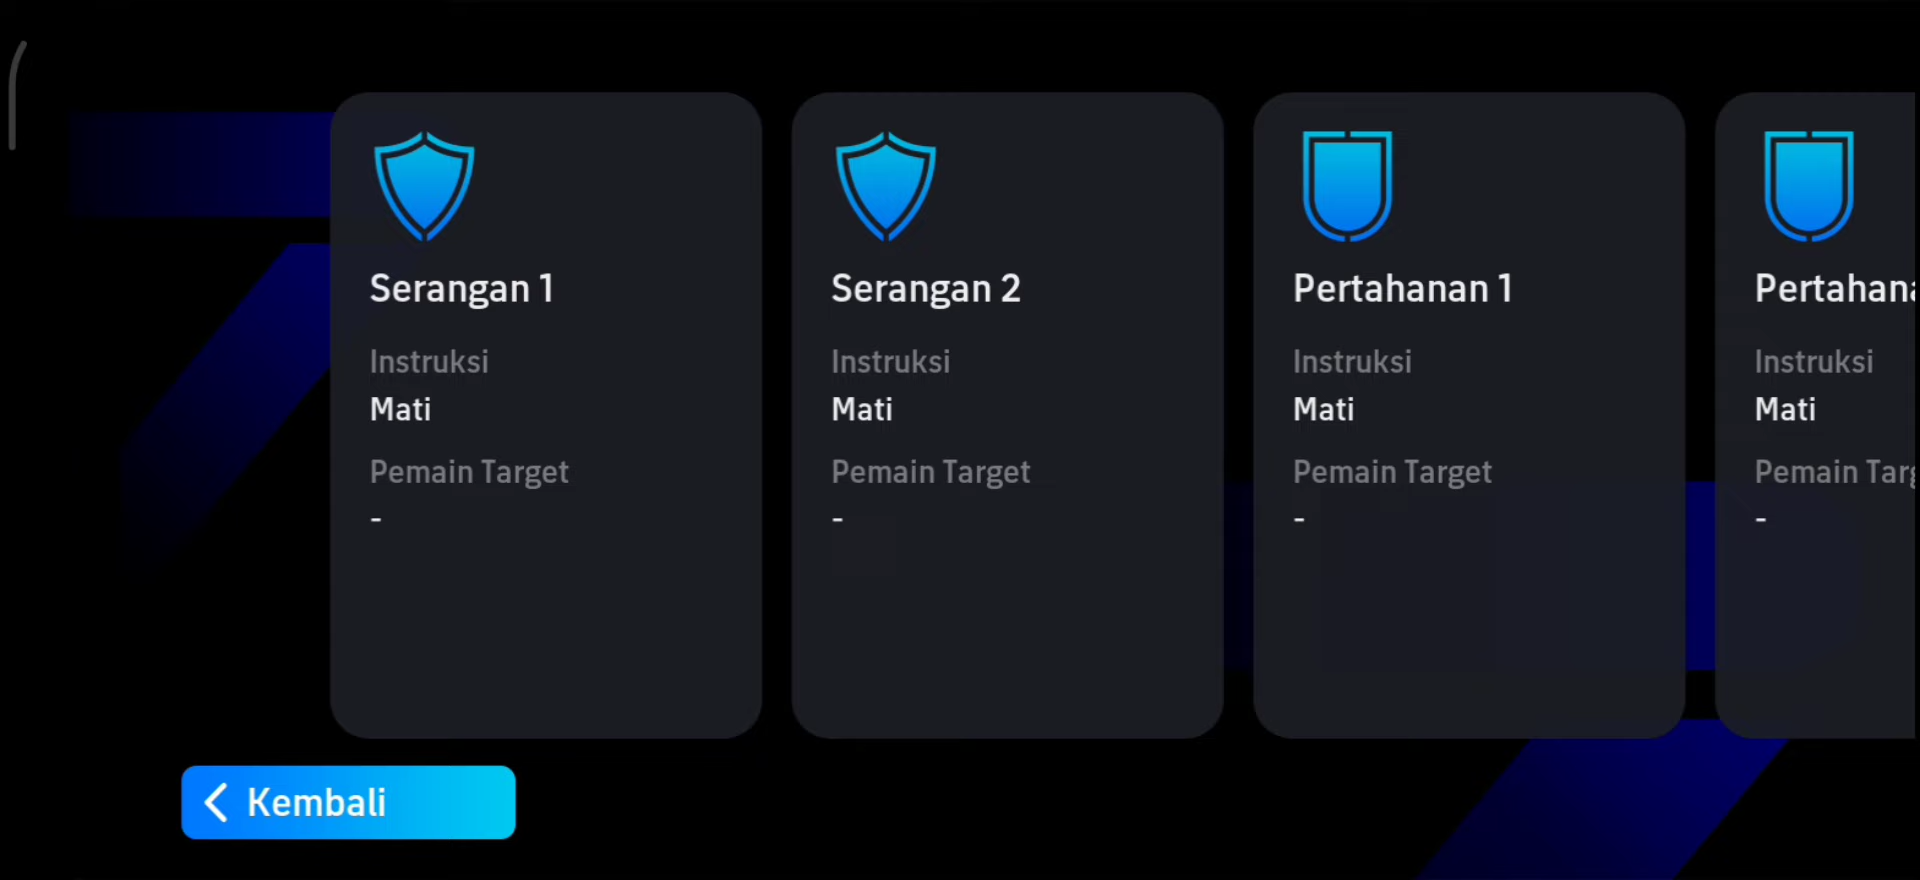 Serangan 1
Instruksi
Mati
Pemain Target
-
Serangan 2
Instruksi
Mati
Pemain Target
-
Pertahanan 1
Instruksi
Mati
Pemain Target
-
Instruksi
Mati
Pemain
-
Kembali